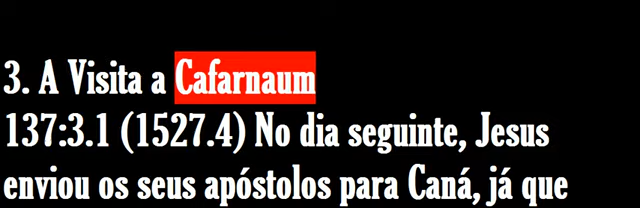 3. A Visita a Cafarnaum
137:3.1 (1527.4) No dia seguinte, Jesus
enviou os seus apóstolos para Caná, já que